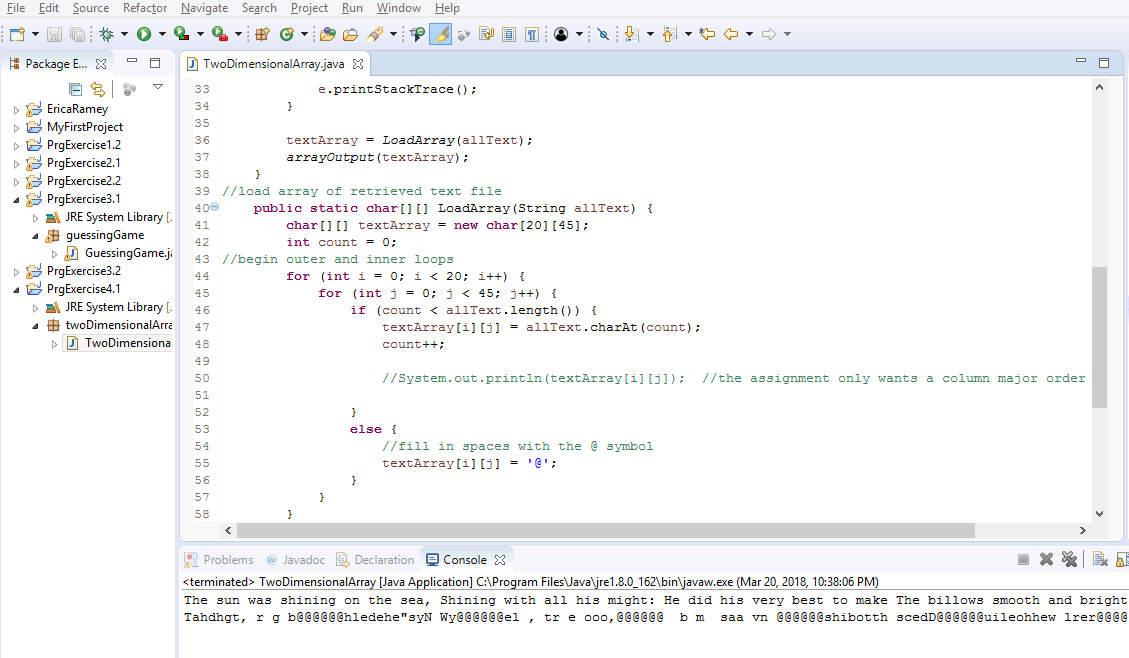 File Edit Source Refactor Navigate Search Project Run Window Help
Package E...
TwoDimensionalArray.java
EricaRamey
MyFirstProject
PrgExercise1.2
PrgExercise2.1
PrgExercise2.2
PrgExercise3.1
JRE System Library [.
guessingGame
GuessingGame.ja
PrgExercise3.2
PrgExercise4.1
JRE System Library [.
twoDimensionalArra
TwoDimensiona
33 e.printStackTrace();
34 }
35
36 textArray = LoadArray(allText);
37 arrayOutput(textArray);
38 }
39 //load array of retrieved text file
40 public static char[][] LoadArray(String allText) {
41 char[][] textArray = new char[20][45];
42 int count = 0;
43 //begin outer and inner loops
44 for (int i = 0; i < 20; i++) {
45 for (int j = 0; j < 45; j++) {
46 if (count < allText.length()) {
47 textArray[i][j] = allText.charAt(count);
48 count++;
49
50 //System.out.println(textArray[i][j]); //the assignment only wants a column major order
51
52 }
53 else {
54 //fill in spaces with the @ symbol
55 textArray[i][j] = '@';
56 }
57 }
58 }
Problems @ Javadoc Declaration Console
<terminated> TwoDimensionalArray [Java Application] C:\Program Files\Java\jre1.8.0_162\bin\javaw.exe (Mar 20, 2018, 10:38:06 PM)
The sun was shining on the sea, Shining with all his might: He did his very best to make The billows smooth and bright
Tahdhgt, r g b@@@@@@hledehe"syN Wy@@@@@@el , tr e ooo,@@@@@@  b m  saa vn @@@@@@shibotth scedD@@@@@@uileohhew lrer@@@@